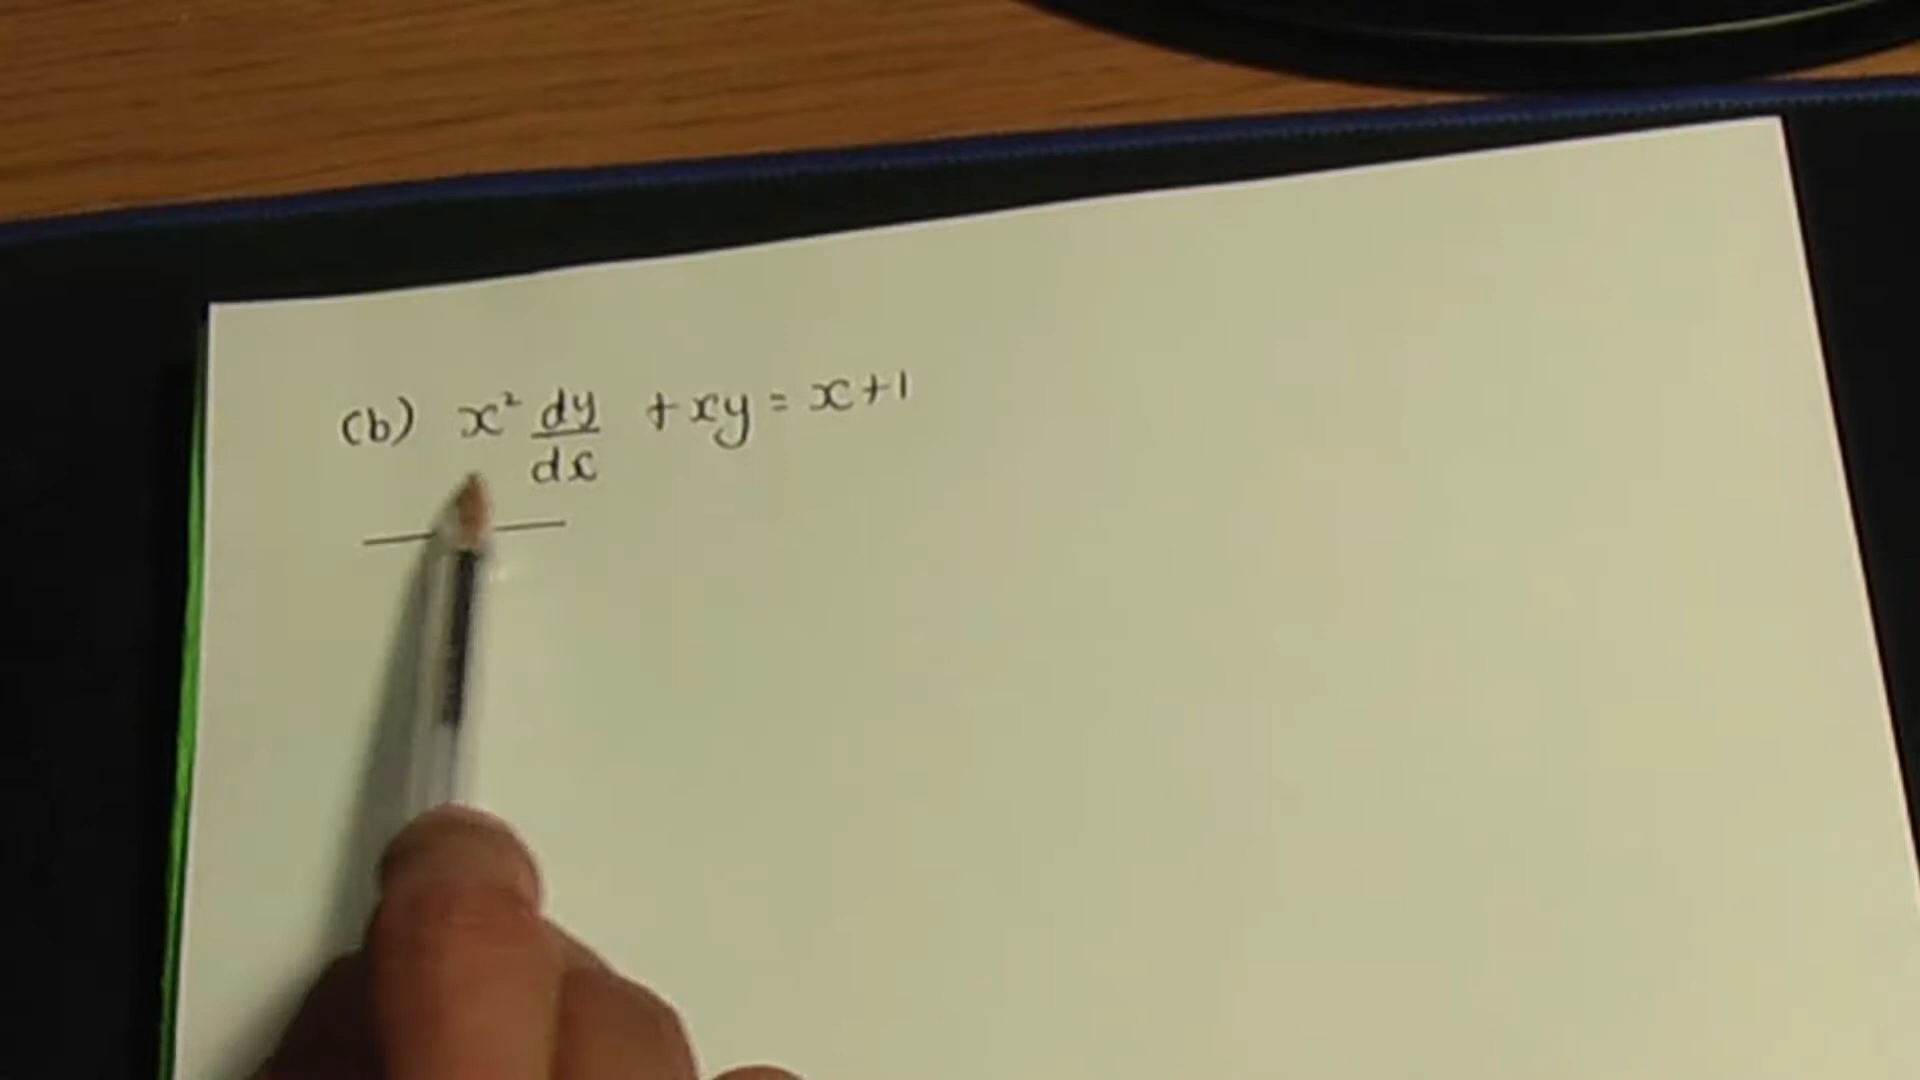 (b) x² dy/dx + xy = x+1